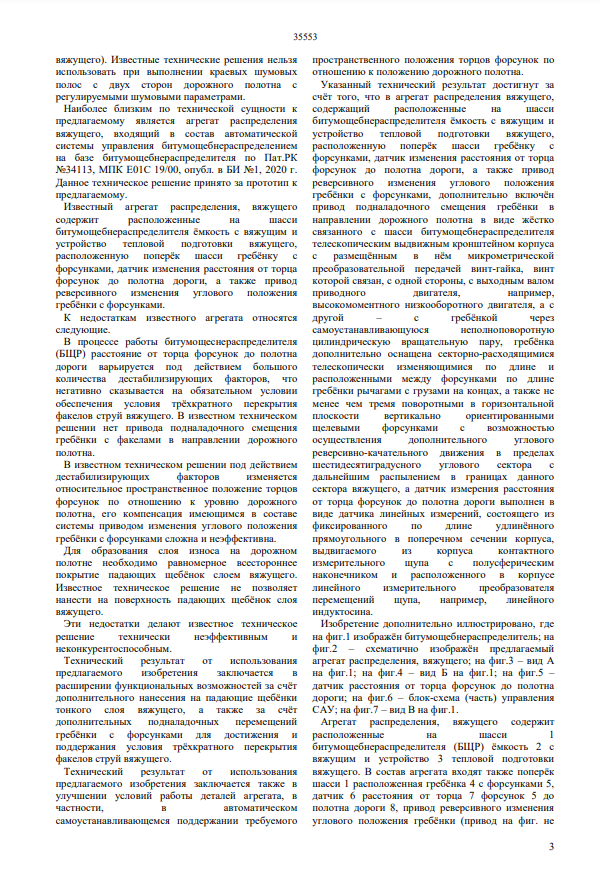 35553
вяжущего). Известные технические решения нельзя
использовать при выполнении краевых шумовых
полос с двух сторон дорожного полотна с
регулируемыми шумовыми параметрами.
Наиболее близким по технической сущности к
предлагаемому является агрегат распределения
вяжущего, входящий в состав автоматической
системы управления битумощебнераспределением
на базе битумощебнераспределителя по Пат.РК
№34113, МПК E01C 19/00, опубл. в БИ №1, 2020 г.
Данное техническое решение принято за прототип к
предлагаемому.
Известный агрегат распределения, вяжущего
содержит расположенные на шасси
битумощебнераспределителя ёмкость с вяжущим и
устройство тепловой подготовки вяжущего,
расположенную поперёк шасси гребёнку с
форсунками, датчик изменения расстояния от торца
форсунок до полотна дороги, а также привод
реверсивного изменения углового положения
гребёнки с форсунками.
К недостаткам известного агрегата относятся
следующие.
В процессе работы битумощеснераспределителя
(БЩР) расстояние от торца форсунок до полотна
дороги варьируется под действием большого
количества дестабилизирующих факторов, что
негативно сказывается на обязательном условии
обеспечения условия трёхкратного перекрытия
факелов струй вяжущего. В известном техническом
решении нет привода подналадочного смещения
гребёнки с факелами в направлении дорожного
полотна.
В известном техническом решении под действием
дестабилизирующих факторов изменяется
относительное пространственное положение торцов
форсунок по отношению к уровню дорожного
полотна, его компенсация имеющимся в составе
системы приводом изменения углового положения
гребёнки с форсунками сложна и неэффективна.
Для образования слоя износа на дорожном
полотне необходимо равномерное всестороннее
покрытие падающих щебёнок слоем вяжущего.
Известное техническое решение не позволяет
нанести на поверхность падающих щебёнок слоя
вяжущего.
Эти недостатки делают известное техническое
решение технически неэффективным и
неконкурентоспособным.
Технический результат от использования
предлагаемого изобретения заключается в
расширении функциональных возможностей за счёт
дополнительного нанесения на падающие щебёнки
тонкого слоя вяжущего, а также за счёт
дополнительных подналадочных перемещений
гребёнки с форсунками для достижения и
поддержания условия трёхкратного перекрытия
факелов струй вяжущего.
Технический результат от использования
предлагаемого изобретения заключается также в
улучшении условий работы деталей агрегата, в
частности, в автоматическом
самоустанавливающемся поддержании требуемого
пространственного положения торцов форсунок по
отношению к положению дорожного полотна.
Указанный технический результат достигнут за
счёт того, что в агрегат распределения вяжущего,
содержащий расположенные на шасси
битумощебнераспределителя ёмкость с вяжущим и
устройство тепловой подготовки вяжущего,
расположенную поперёк шасси гребёнку с
форсунками, датчик изменения расстояния от торца
форсунок до полотна дороги, а также привод
реверсивного изменения углового положения
гребёнки с форсунками, дополнительно включён
привод подналадочного смещения гребёнки в
направлении дорожного полотна в виде жёстко
связанного с шасси битумощебнераспределителя
телескопическим выдвижным кронштейном корпуса
с размещённым в нём микрометрической
преобразовательной передачей винт-гайка, винт
которой связан, с одной стороны, с выходным валом
приводного двигателя, например,
высокомоментного низкооборотного двигателя, а с
другой – с гребёнкой через
самоустанавливающуюся неполноповоротную
цилиндрическую вращательную пару, гребёнка
дополнительно оснащена секторно-расходящимися
телескопически изменяющимися по длине и
расположенными между форсунками по длине
гребёнки рычагами с грузами на концах, а также не
менее чем тремя поворотными в горизонтальной
плоскости вертикально ориентированными
щелевыми форсунками с возможностью
осуществления дополнительного углового
реверсивно-качательного движения в пределах
шестидесятиградусного углового сектора с
дальнейшим распылением в границах данного
сектора вяжущего, а датчик измерения расстояния
от торца форсунок до полотна дороги выполнен в
виде датчика линейных измерений, состоящего из
фиксированного по длине удлинённого
прямоугольного в поперечном сечении корпуса,
выдвигаемого из корпуса контактного
измерительного щупа с полусферическим
наконечником и расположенного в корпусе
линейного измерительного преобразователя
перемещений щупа, например, линейного
индуктосина.
Изобретение дополнительно иллюстрировано, где
на фиг.1 изображён битумощебнераспределитель; на
фиг.2 – схематично изображён предлагаемый
агрегат распределения, вяжущего; на фиг.3 – вид А
на фиг.1; на фиг.4 – вид Б на фиг.1; на фиг.5 –
датчик расстояния от торца форсунок до полотна
дороги; на фиг.6 – блок-схема (часть) управления
САУ; на фиг.7 – вид В на фиг.1.
Агрегат распределения, вяжущего содержит
расположенные на шасси 1
битумощебнераспределителя (БЩР) ёмкость 2 с
вяжущим и устройство 3 тепловой подготовки
вяжущего. В состав агрегата входят также поперёк
шасси 1 расположенная гребёнка 4 с форсунками 5,
датчик 6 расстояния от торца 7 форсунок 5 до
полотна дороги 8, привод реверсивного изменения
углового положения гребёнки (привод на фиг. не
3